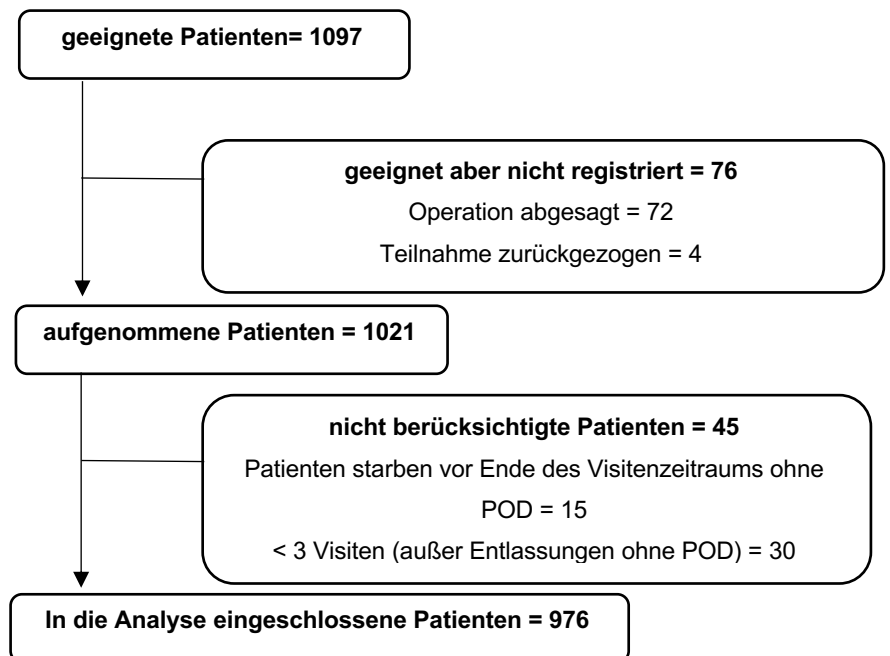 geeignete Patienten= 1097
geeignet aber nicht registriert = 76
Operation abgesagt = 72
Teilnahme zurückgezogen = 4
aufgenommene Patienten = 1021
nicht berücksichtigte Patienten = 45
Patienten starben vor Ende des Visitenzeitraums ohne
POD = 15
< 3 Visiten (außer Entlassungen ohne POD) = 30
In die Analyse eingeschlossene Patienten = 976